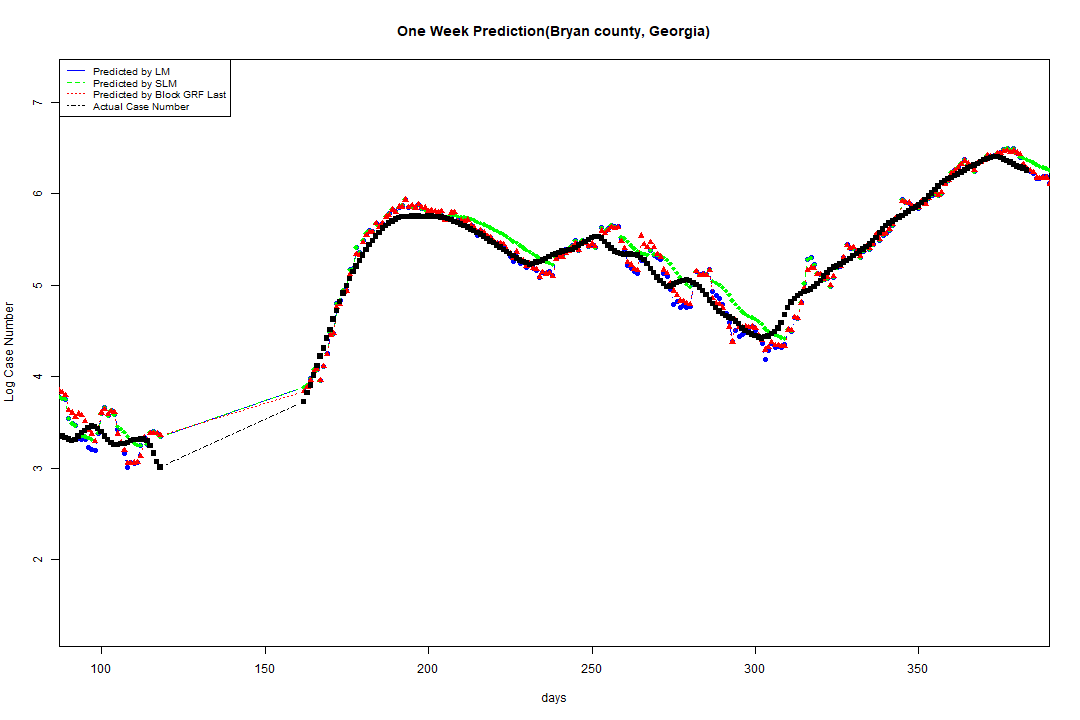 One Week Prediction(Bryan county, Georgia)
Predicted by LM
Predicted by SLM
Predicted by Block GRF Last
Actual Case Number
7
6
5
4
3
2
Log Case Number
100 150 200 250 300 350
days